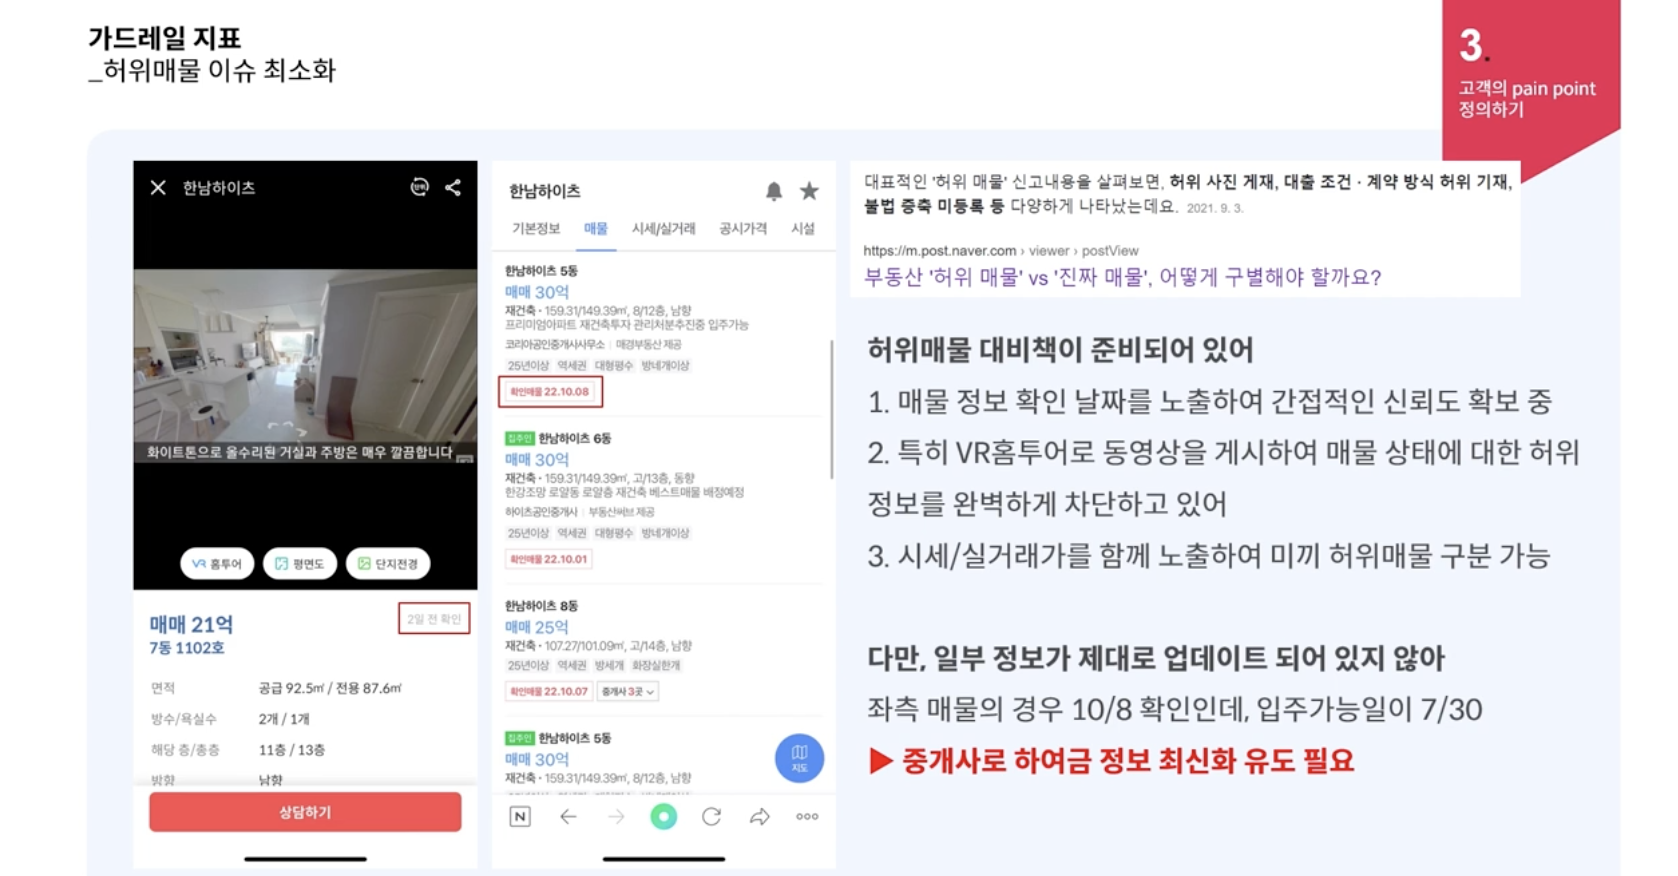 가드레일 지표
_허위매물 이슈 최소화
3.
고객의 pain point
정의하기
한남하이츠
화이트톤으로 올수리된 거실과 주방은 매우 깔끔합니다
VR 홈투어
평면도
단지전경
매매 21억
2일 전 확인
7동 1102호
면적 공급 92.5㎡ / 전용 87.6㎡
방수/욕실수 2개 / 1개
해당 층/총층 11층 / 13층
방향 남향
상담하기
한남하이츠
기본정보 매물 시세/실거래 공시가격 시설
한남하이츠 5동
매매 30억
재건축 · 159.31/149.39㎡, 8/12층, 남향
프리미엄아파트 재건축투자 관리처분추진중 입주가능
코리아공인중개사사무소 | 매경부동산 제공
25년이상 역세권 대형평수 방네개이상
확인매물 22.10.08
집주인 한남하이츠 6동
매매 30억
재건축 · 159.31/149.39㎡, 고/13층, 동향
한강조망 로얄동 로얄층 재건축 베스트매물 배정예정
하이츠공인중개사 | 부동산써브 제공
25년이상 역세권 대형평수 방네개이상
확인매물 22.10.01
한남하이츠 8동
매매 25억
재건축 · 107.27/101.09㎡, 고/14층, 남향
25년이상 역세권 방세개 화장실한개
확인매물 22.10.07 중개사 3곳
집주인 한남하이츠 5동
매매 30억
재건축 · 159.31/149.39㎡, 8/12층, 남향
지도
N
대표적인 '허위 매물' 신고내용을 살펴보면, 허위 사진 게재, 대출 조건 · 계약 방식 허위 기재,
불법 증축 미등록 등 다양하게 나타났는데요. 2021. 9. 3.
https://m.post.naver.com › viewer › postView
부동산 '허위 매물' vs '진짜 매물', 어떻게 구별해야 할까요?
허위매물 대비책이 준비되어 있어
1. 매물 정보 확인 날짜를 노출하여 간접적인 신뢰도 확보 중
2. 특히 VR홈투어로 동영상을 게시하여 매물 상태에 대한 허위
정보를 완벽하게 차단하고 있어
3. 시세/실거래가를 함께 노출하여 미끼 허위매물 구분 가능
다만, 일부 정보가 제대로 업데이트 되어 있지 않아
좌측 매물의 경우 10/8 확인인데, 입주가능일이 7/30
▶ 중개사로 하여금 정보 최신화 유도 필요